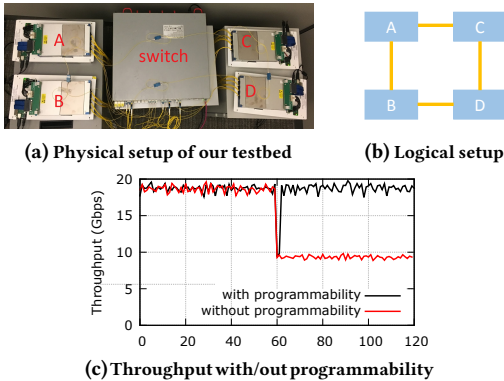 A
B
switch
C
D
A
C
B
D
(a) Physical setup of our testbed
(b) Logical setup
Throughput (Gbps)
20
15
10
5
0
with programmability
without programmability
0 20 40 60 80 100 120
(c) Throughput with/out programmability